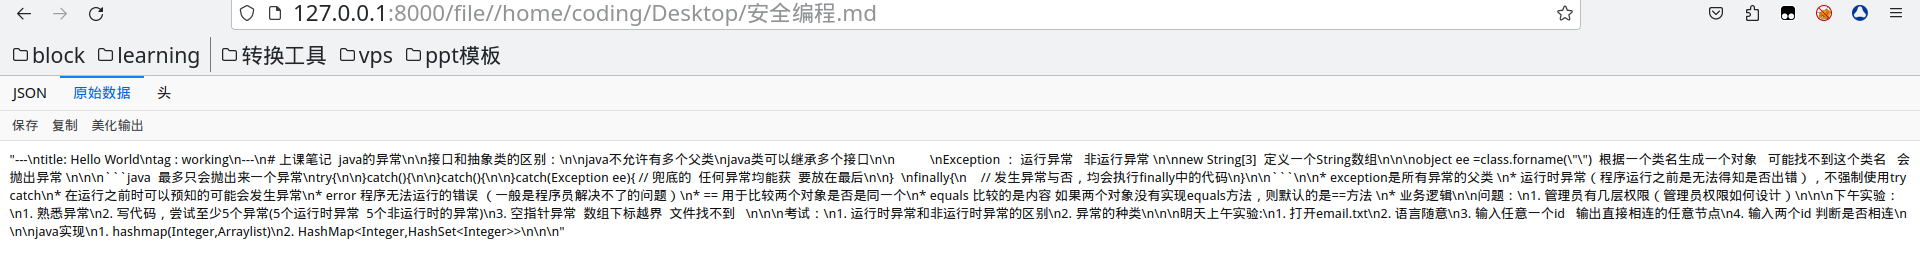 127.0.0.1:8000/file//home/coding/Desktop/安全编程.md
block learning 转换工具 vps ppt模板
JSON 原始数据 头
保存 复制 美化输出
"---\ntitle: Hello World\ntag : working\n---\n# 上课笔记  java的异常\n\n接口和抽象类的区别：\n\njava不允许有多个父类\njava类可以继承多个接口\n\n          \nException  ：  运行异常   非运行异常 \n\nnew String[3]  定义一个String数组\n\n\nobject ee =class.forname(\"\")  根据一个类名生成一个对象   可能找不到这个类名   会
抛出异常 \n\n\n```java  最多只会抛出来一个异常\ntry{\n\n}catch(){\n\n}catch(){\n\n}catch(Exception ee){ // 兜底的  任何异常均能获  要放在最后\n\n}  \nfinally{\n    // 发生异常与否，均会执行finally中的代码\n}\n\n```\n\n* exception是所有异常的父类 \n* 运行时异常（程序运行之前是无法得知是否出错），不强制使用try
catch\n* 在运行之前时可以预知的可能会发生异常\n* error 程序无法运行的错误 （一般是程序员解决不了的问题）\n* == 用于比较两个对象是否是同一个\n* equals 比较的是内容 如果两个对象没有实现equals方法，则默认的是==方法 \n* 业务逻辑\n\n问题：\n1. 管理员有几层权限（管理员权限如何设计）\n\n\n下午实验：
\n1. 熟悉异常\n2. 写代码，尝试至少5个异常(5个运行时异常  5个非运行时的异常)\n3. 空指针异常  数组下标越界  文件找不到   \n\n\n考试：\n1. 运行时异常和非运行时异常的区别\n2. 异常的种类\n\n\n明天上午实验:\n1. 打开email.txt\n2. 语言随意\n3. 输入任意一个id   输出直接相连的任意节点\n4. 输入两个id 判断是否相连\n
\n\njava实现\n1. hashmap(Integer,Araylist)\n2. HashMap<Integer,HashSet<Integer>>\n\n\n"